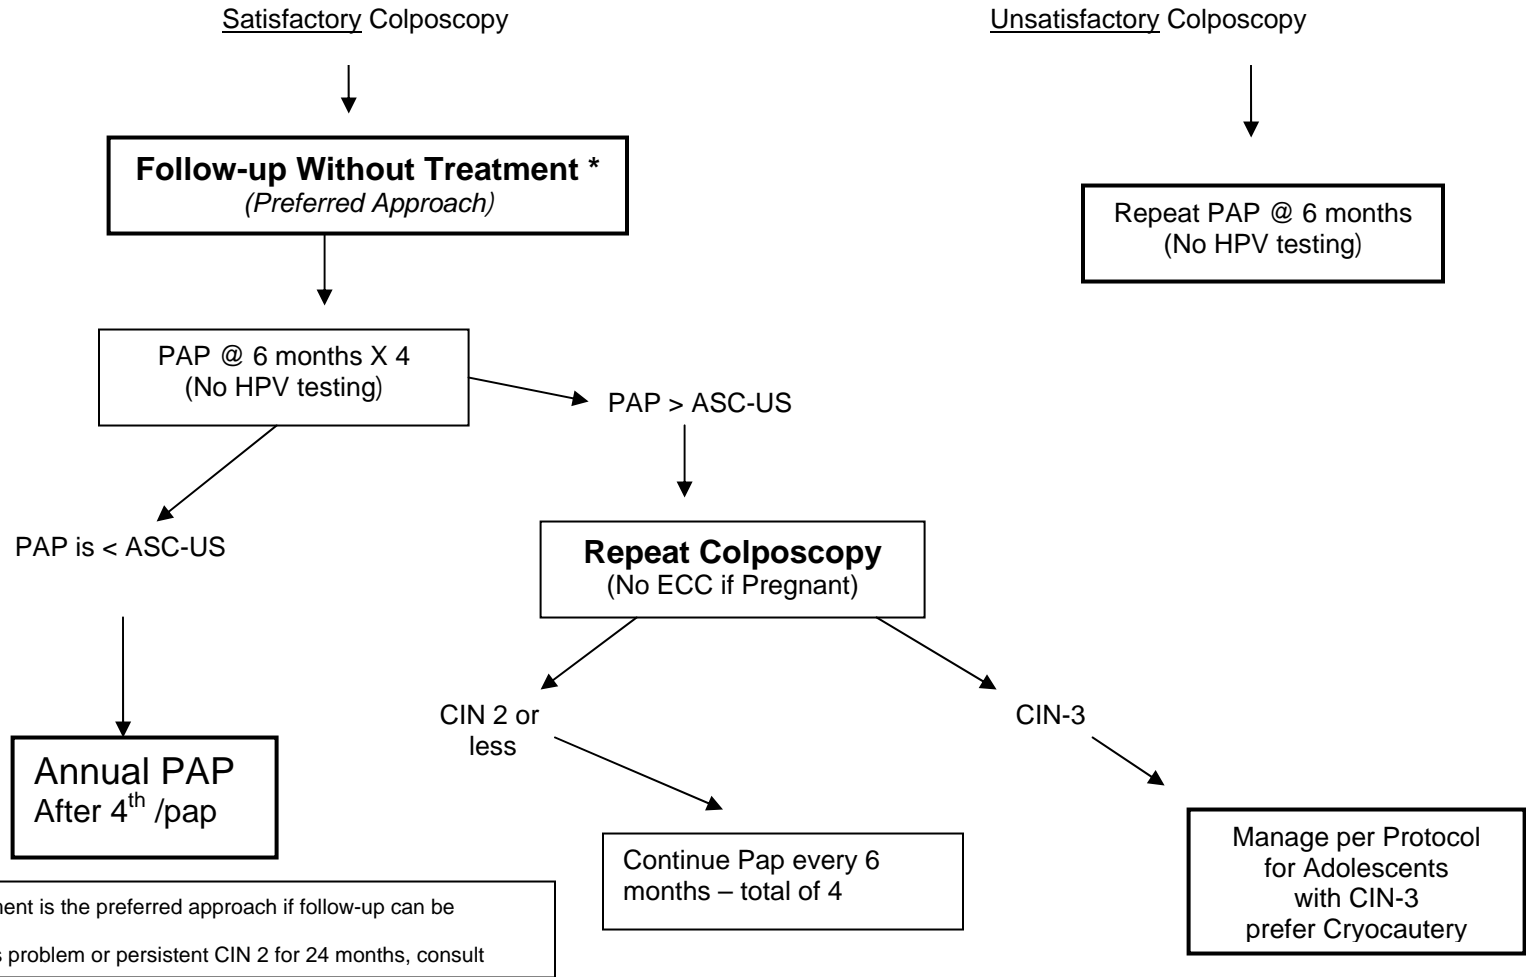 Satisfactory Colposcopy
Unsatisfactory Colposcopy
Follow-up Without Treatment *
(Preferred Approach)
Repeat PAP @ 6 months
(No HPV testing)
PAP @ 6 months X 4
(No HPV testing)
PAP > ASC-US
PAP is < ASC-US
Repeat Colposcopy
(No ECC if Pregnant)
CIN 2 or
less
CIN-3
Annual PAP
After 4th /pap
Continue Pap every 6
months – total of 4
Manage per Protocol
for Adolescents
with CIN-3
prefer Cryocautery
is the preferred approach if follow-up can be
problem or persistent CIN 2 for 24 months, consult